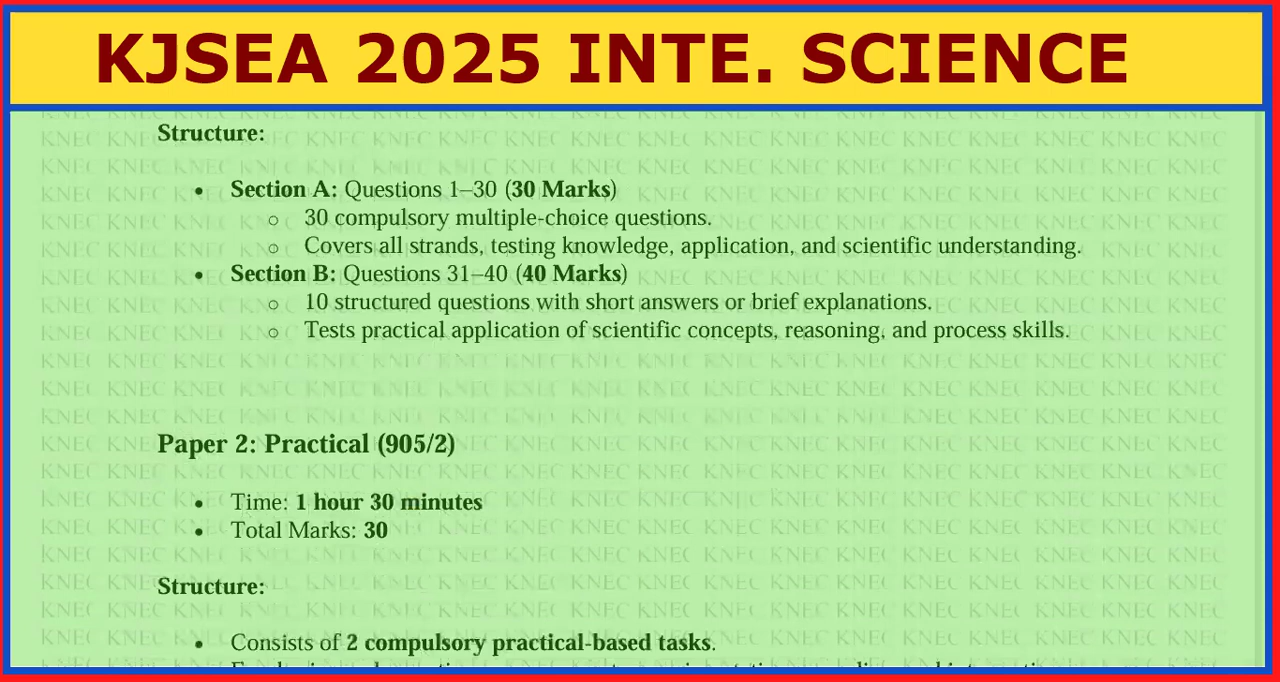 KJSEA 2025 INTE. SCIENCE
Structure:
• Section A: Questions 1–30 (30 Marks)
○ 30 compulsory multiple-choice questions.
○ Covers all strands, testing knowledge, application, and scientific understanding.
• Section B: Questions 31–40 (40 Marks)
○ 10 structured questions with short answers or brief explanations.
○ Tests practical application of scientific concepts, reasoning, and process skills.
Paper 2: Practical (905/2)
• Time: 1 hour 30 minutes
• Total Marks: 30
Structure:
• Consists of 2 compulsory practical-based tasks.